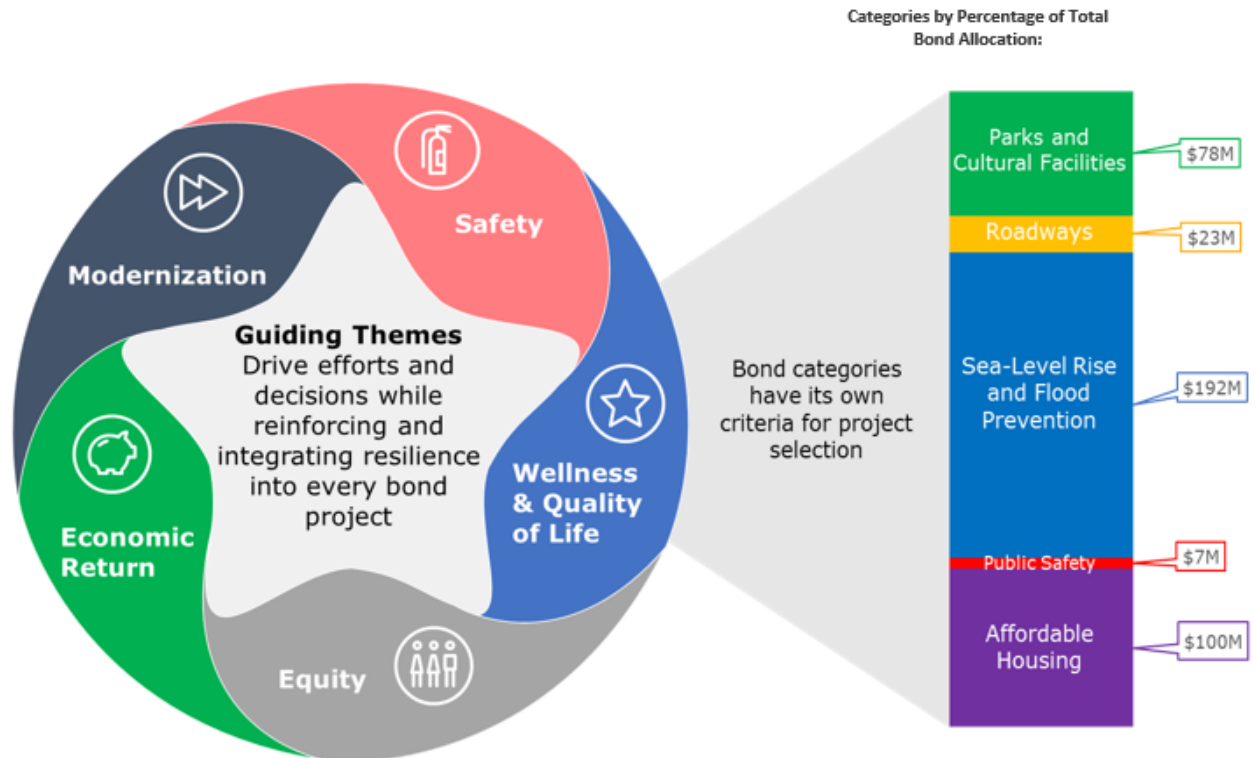 Categories by Percentage of Total
Bond Allocation:
Safety
Modernization
Guiding Themes
Drive efforts and
decisions while
reinforcing and
integrating resilience
into every bond
project
Wellness
& Quality
of Life
Economic
Return
Equity
Bond categories
have its own
criteria for project
selection
Parks and
Cultural Facilities
$78M
Roadways
$23M
Sea-Level Rise
and Flood
Prevention
$192M
Public Safety
$7M
Affordable
Housing
$100M